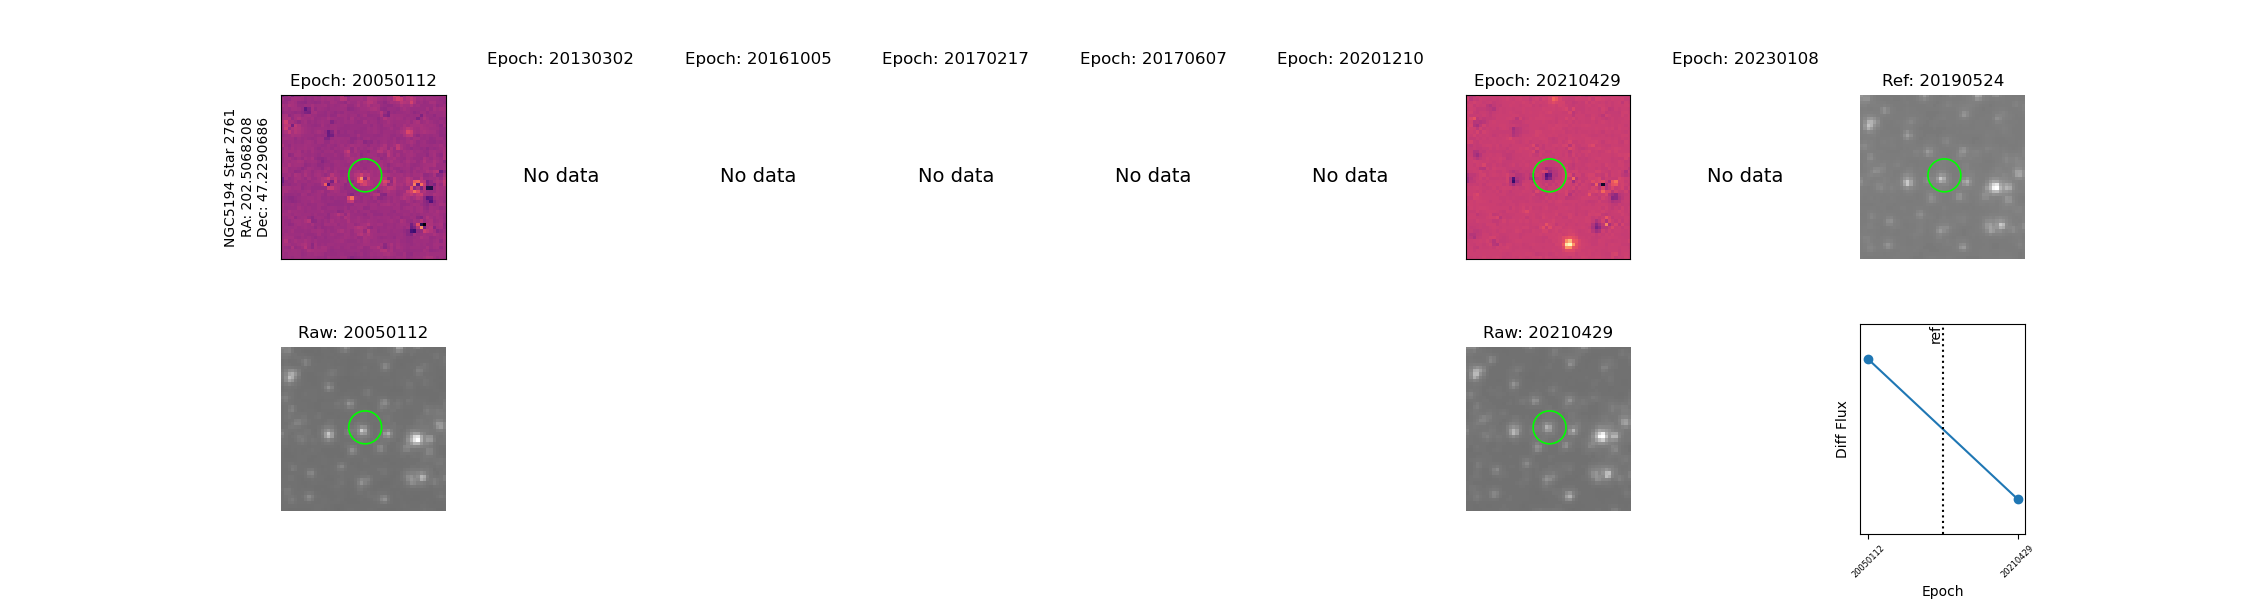 Epoch: 20050112
Epoch: 20130302
Epoch: 20161005
Epoch: 20170217
Epoch: 20170607
Epoch: 20201210
Epoch: 20210429
Epoch: 20230108
Ref: 20190524
NGC5194 Star 2761
RA: 202.5068208
Dec: 47.2290686
No data
No data
No data
No data
No data
No data
Raw: 20050112
Raw: 20210429
ref
Diff Flux
20050112
20210429
Epoch